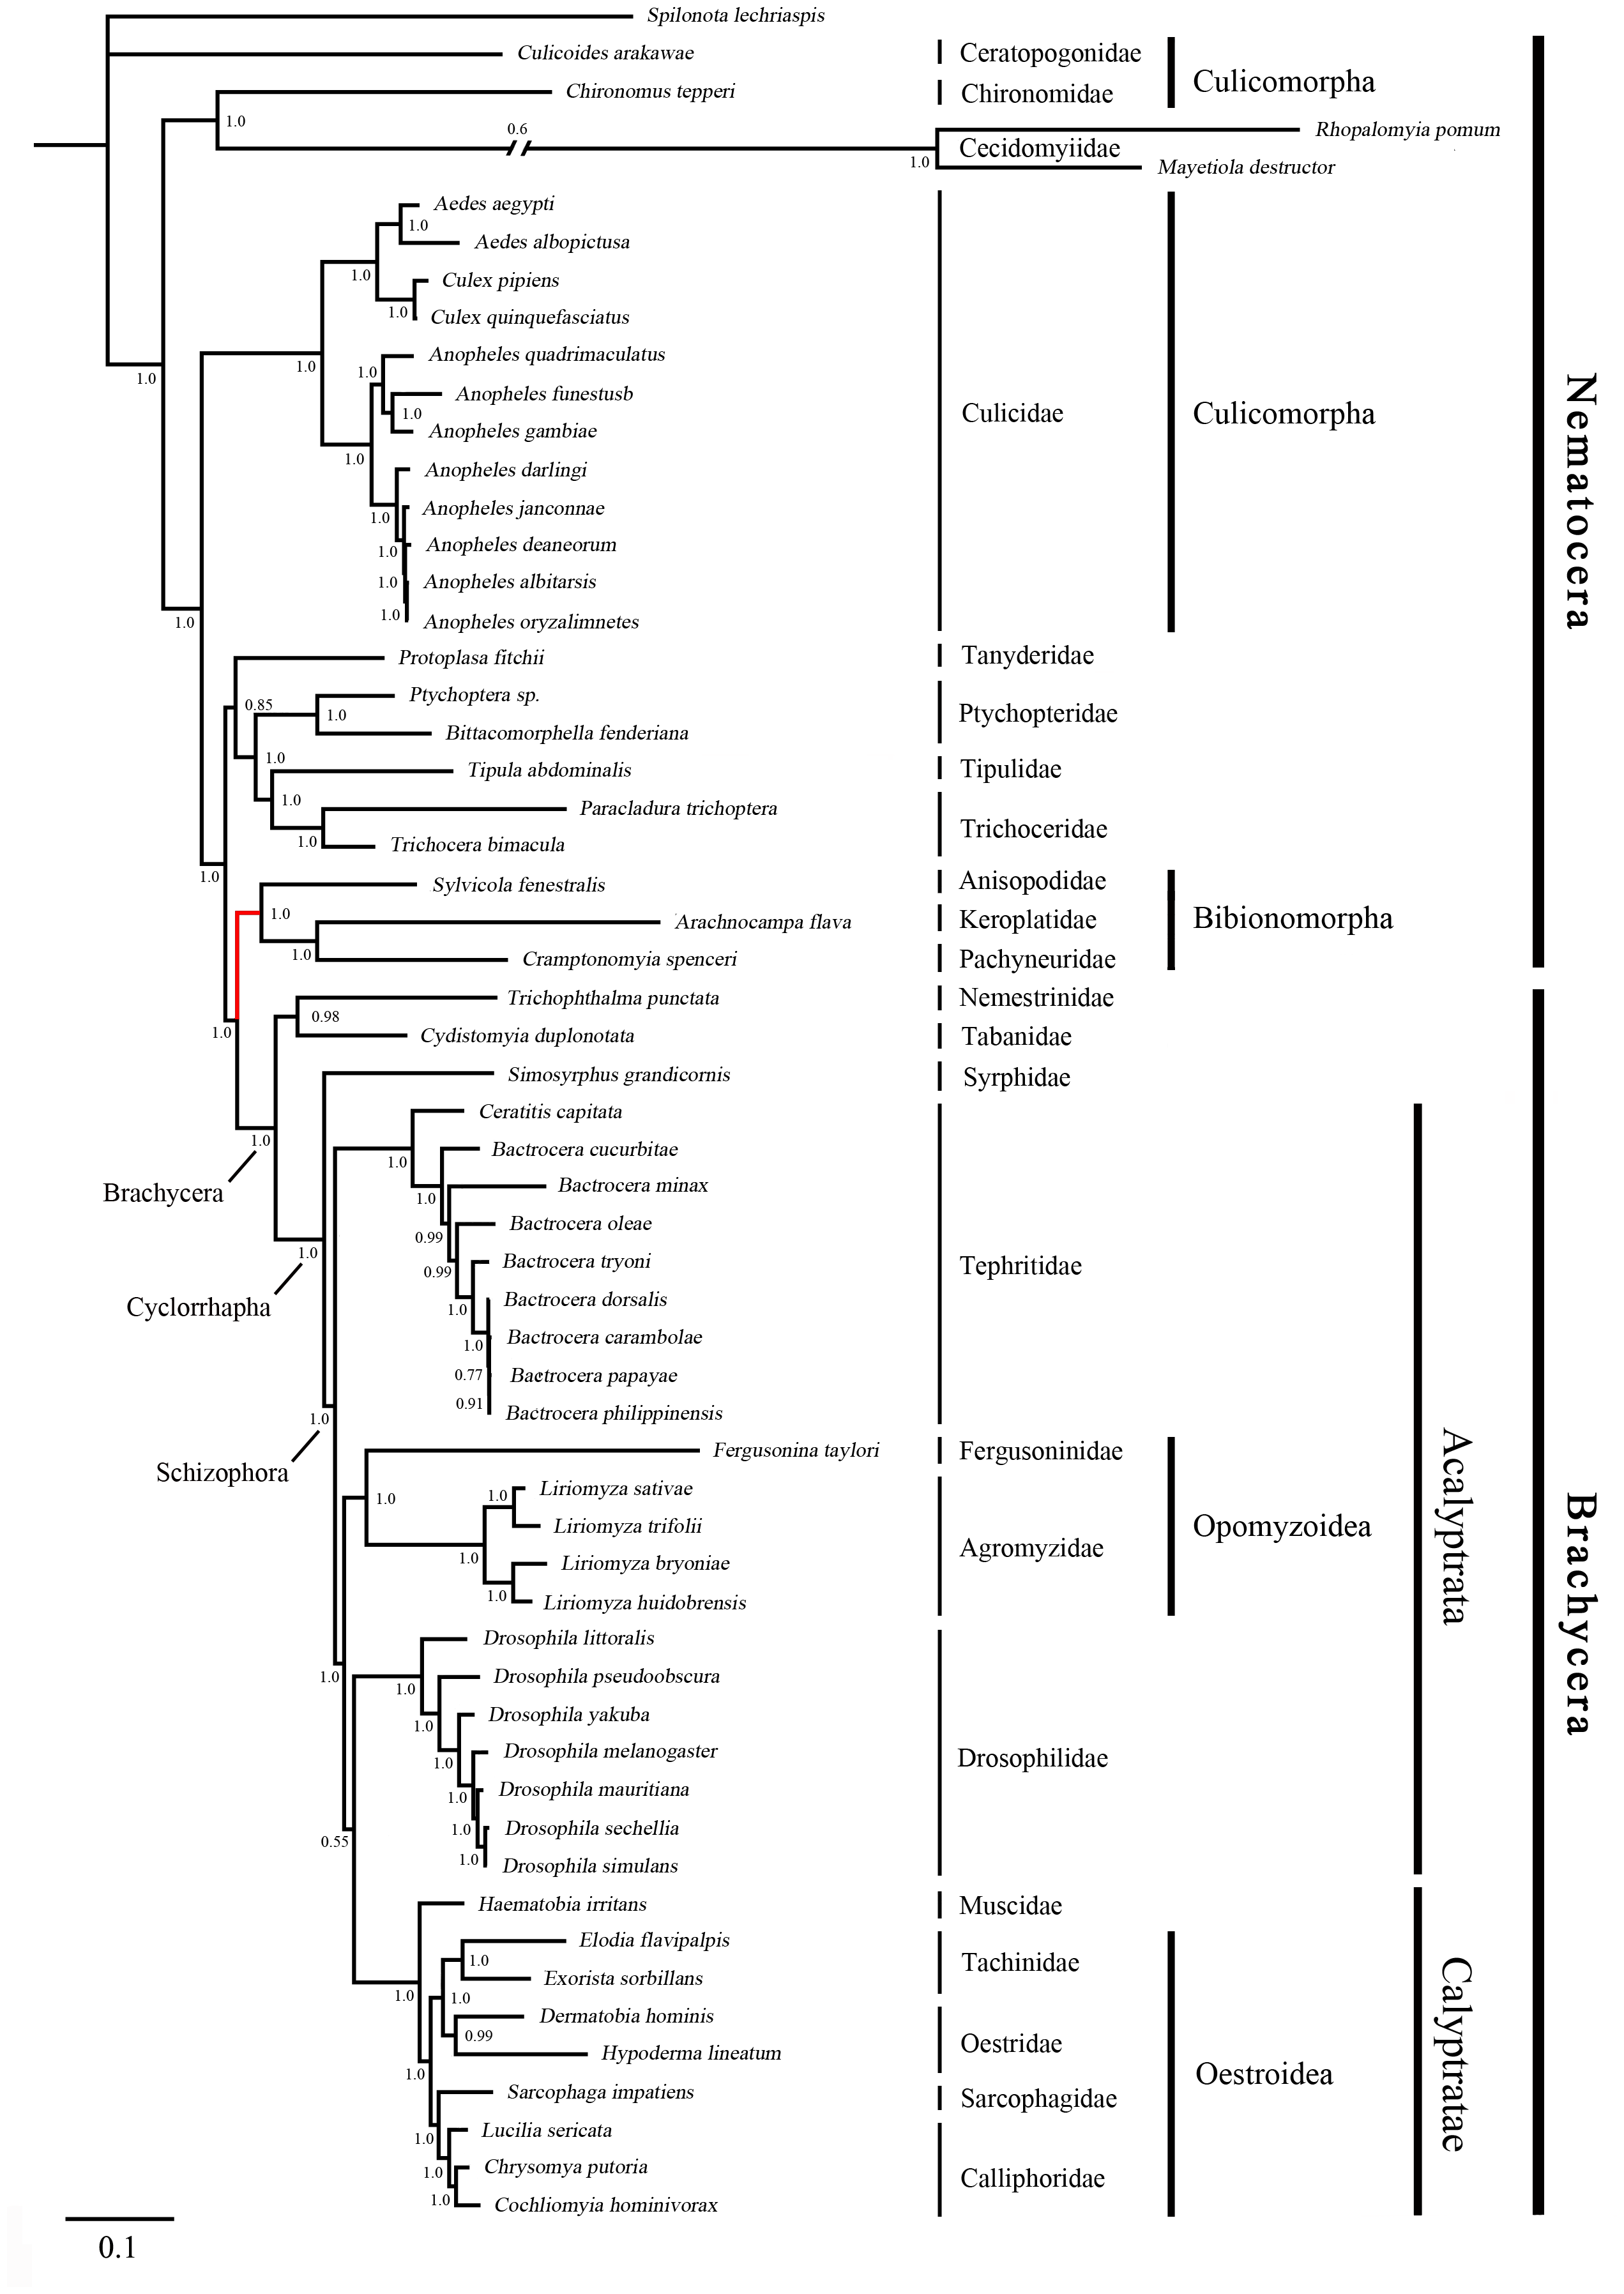 Spilonota lechriaspis
Culicoides arakawae
Ceratopogonidae
Culicomorpha
Chironomus tepperi
Chironomidae
1.0
0.6
Rhopalomyia pomum
Cecidomyiidae
1.0
Mayetiola destructor
Aedes aegypti
1.0
Aedes albopictusa
1.0
Culex pipiens
1.0
Culex quinquefasciatus
1.0
Anopheles quadrimaculatus
1.0
Anopheles funestusb
1.0
Anopheles gambiae
Culicidae
Culicomorpha
1.0
1.0
Anopheles darlingi
Anopheles janconnae
1.0
Anopheles deaneorum
1.0
Anopheles albitarsis
1.0
Anopheles oryzalimnetes
1.0
1.0
Nematocera
Protoplasa fitchii
Tanyderidae
Ptychoptera sp.
0.85
1.0
Ptychopteridae
Bittacomorphella fenderiana
1.0
Tipula abdominalis
Tipulidae
1.0
Paracladura trichoptera
Trichoceridae
1.0
Trichocera bimacula
1.0
Sylvicola fenestralis
Anisopodidae
1.0
Arachnocampa flava
Keroplatidae
Bibionomorpha
1.0
Cramptonomyia spenceri
Pachyneuridae
Trichophthalma punctata
Nemestrinidae
0.98
1.0
Cydistomyia duplonotata
Tabanidae
Simosyrphus grandicornis
Syrphidae
Ceratitis capitata
1.0
Brachycera
1.0
Bactrocera cucurbitae
1.0
Bactrocera minax
0.99
Bactrocera oleae
1.0
Cyclorrhapha
0.99
Bactrocera tryoni
Tephritidae
1.0
Bactrocera dorsalis
1.0
Bactrocera carambolae
0.77
Bactrocera papayae
0.91
Bactrocera philippinensis
1.0
Schizophora
Fergusonina taylori
Fergusoninidae
1.0
1.0
Liriomyza sativae
Liriomyza trifolii
Opomyzoidea
1.0
Agromyzidae
Liriomyza bryoniae
1.0
Liriomyza huidobrensis
Acalyptrata
Brachycera
Drosophila littoralis
1.0
1.0
Drosophila pseudoobscura
1.0
Drosophila yakuba
1.0
Drosophila melanogaster
Drosophilidae
1.0
Drosophila mauritiana
1.0
Drosophila sechellia
0.55
1.0
Drosophila simulans
Haematobia irritans
Muscidae
Elodia flavipalpis
1.0
Tachinidae
Exorista sorbillans
1.0
1.0
Dermatobia hominis
0.99
Oestridae
Hypoderma lineatum
1.0
Oestroidea
Calyptratae
Sarcophaga impatiens
Sarcophagidae
1.0
Lucilia sericata
1.0
Chrysomya putoria
Calliphoridae
1.0
Cochliomyia hominivorax
0.1